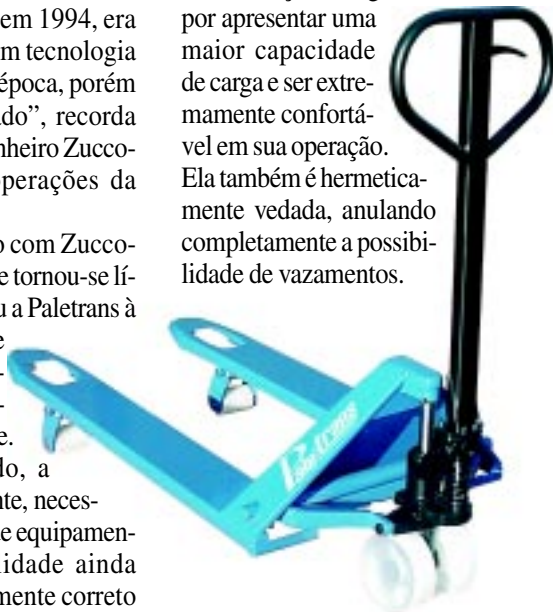 em 1994, era
m tecnologia
época, porém
do”, recorda
nheiro Zucco-
perações da
o com Zucco-
e tornou-se lí-
u a Paletrans à
e
-
-
e.
do, a
nte, neces-
e equipamen-
idade ainda
mente correto
por apresentar uma
maior capacidade
de carga e ser extre-
mamente confortá-
vel em sua operação.
Ela também é hermetica-
mente vedada, anulando
completamente a possibi-
lidade de vazamentos.
Paletrans